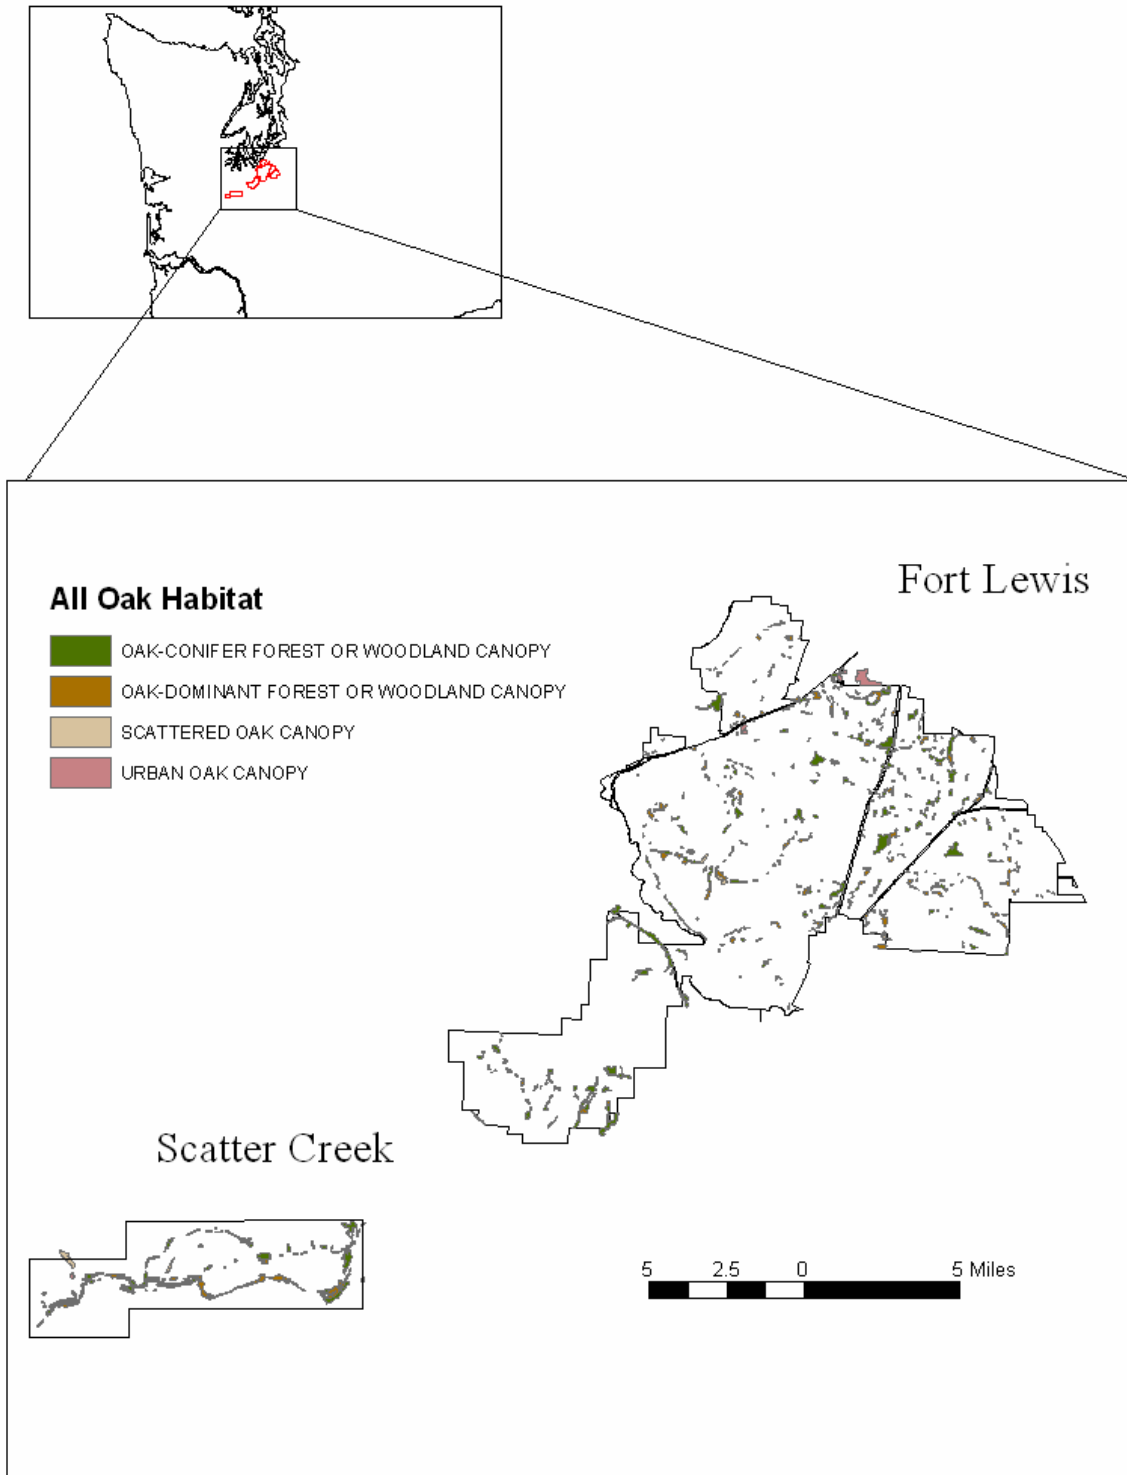 Fort Lewis
All Oak Habitat
OAK-CONIFER FOREST OR WOODLAND CANOPY
OAK-DOMINANT FOREST OR WOODLAND CANOPY
SCATTERED OAK CANOPY
URBAN OAK CANOPY
Scatter Creek
5 2.5 0 5 Miles